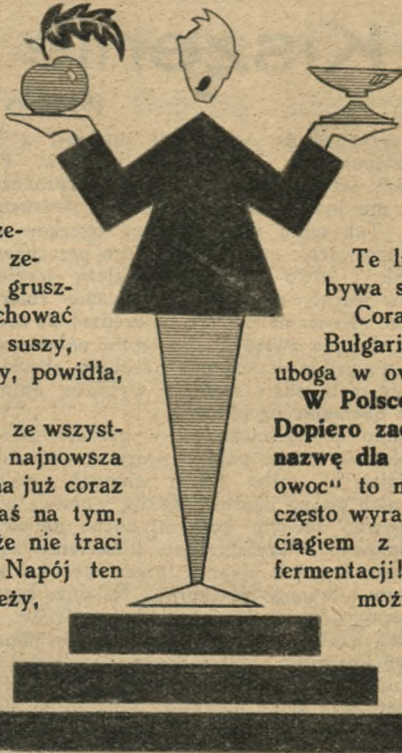 ze-
ze-
grusz-
chować
suszy,
y, powidła,
ze wszyst-
najnowsza
na już coraz
aś na tym,
że nie traci
Napój ten
eży,
Te l
bywa s
Cora
Bułgari
uboga w ov
W Polsce
Dopiero zac
nazwę dla
owoc“ to n
często wyra
ciągiem z
fermentacji!
moż